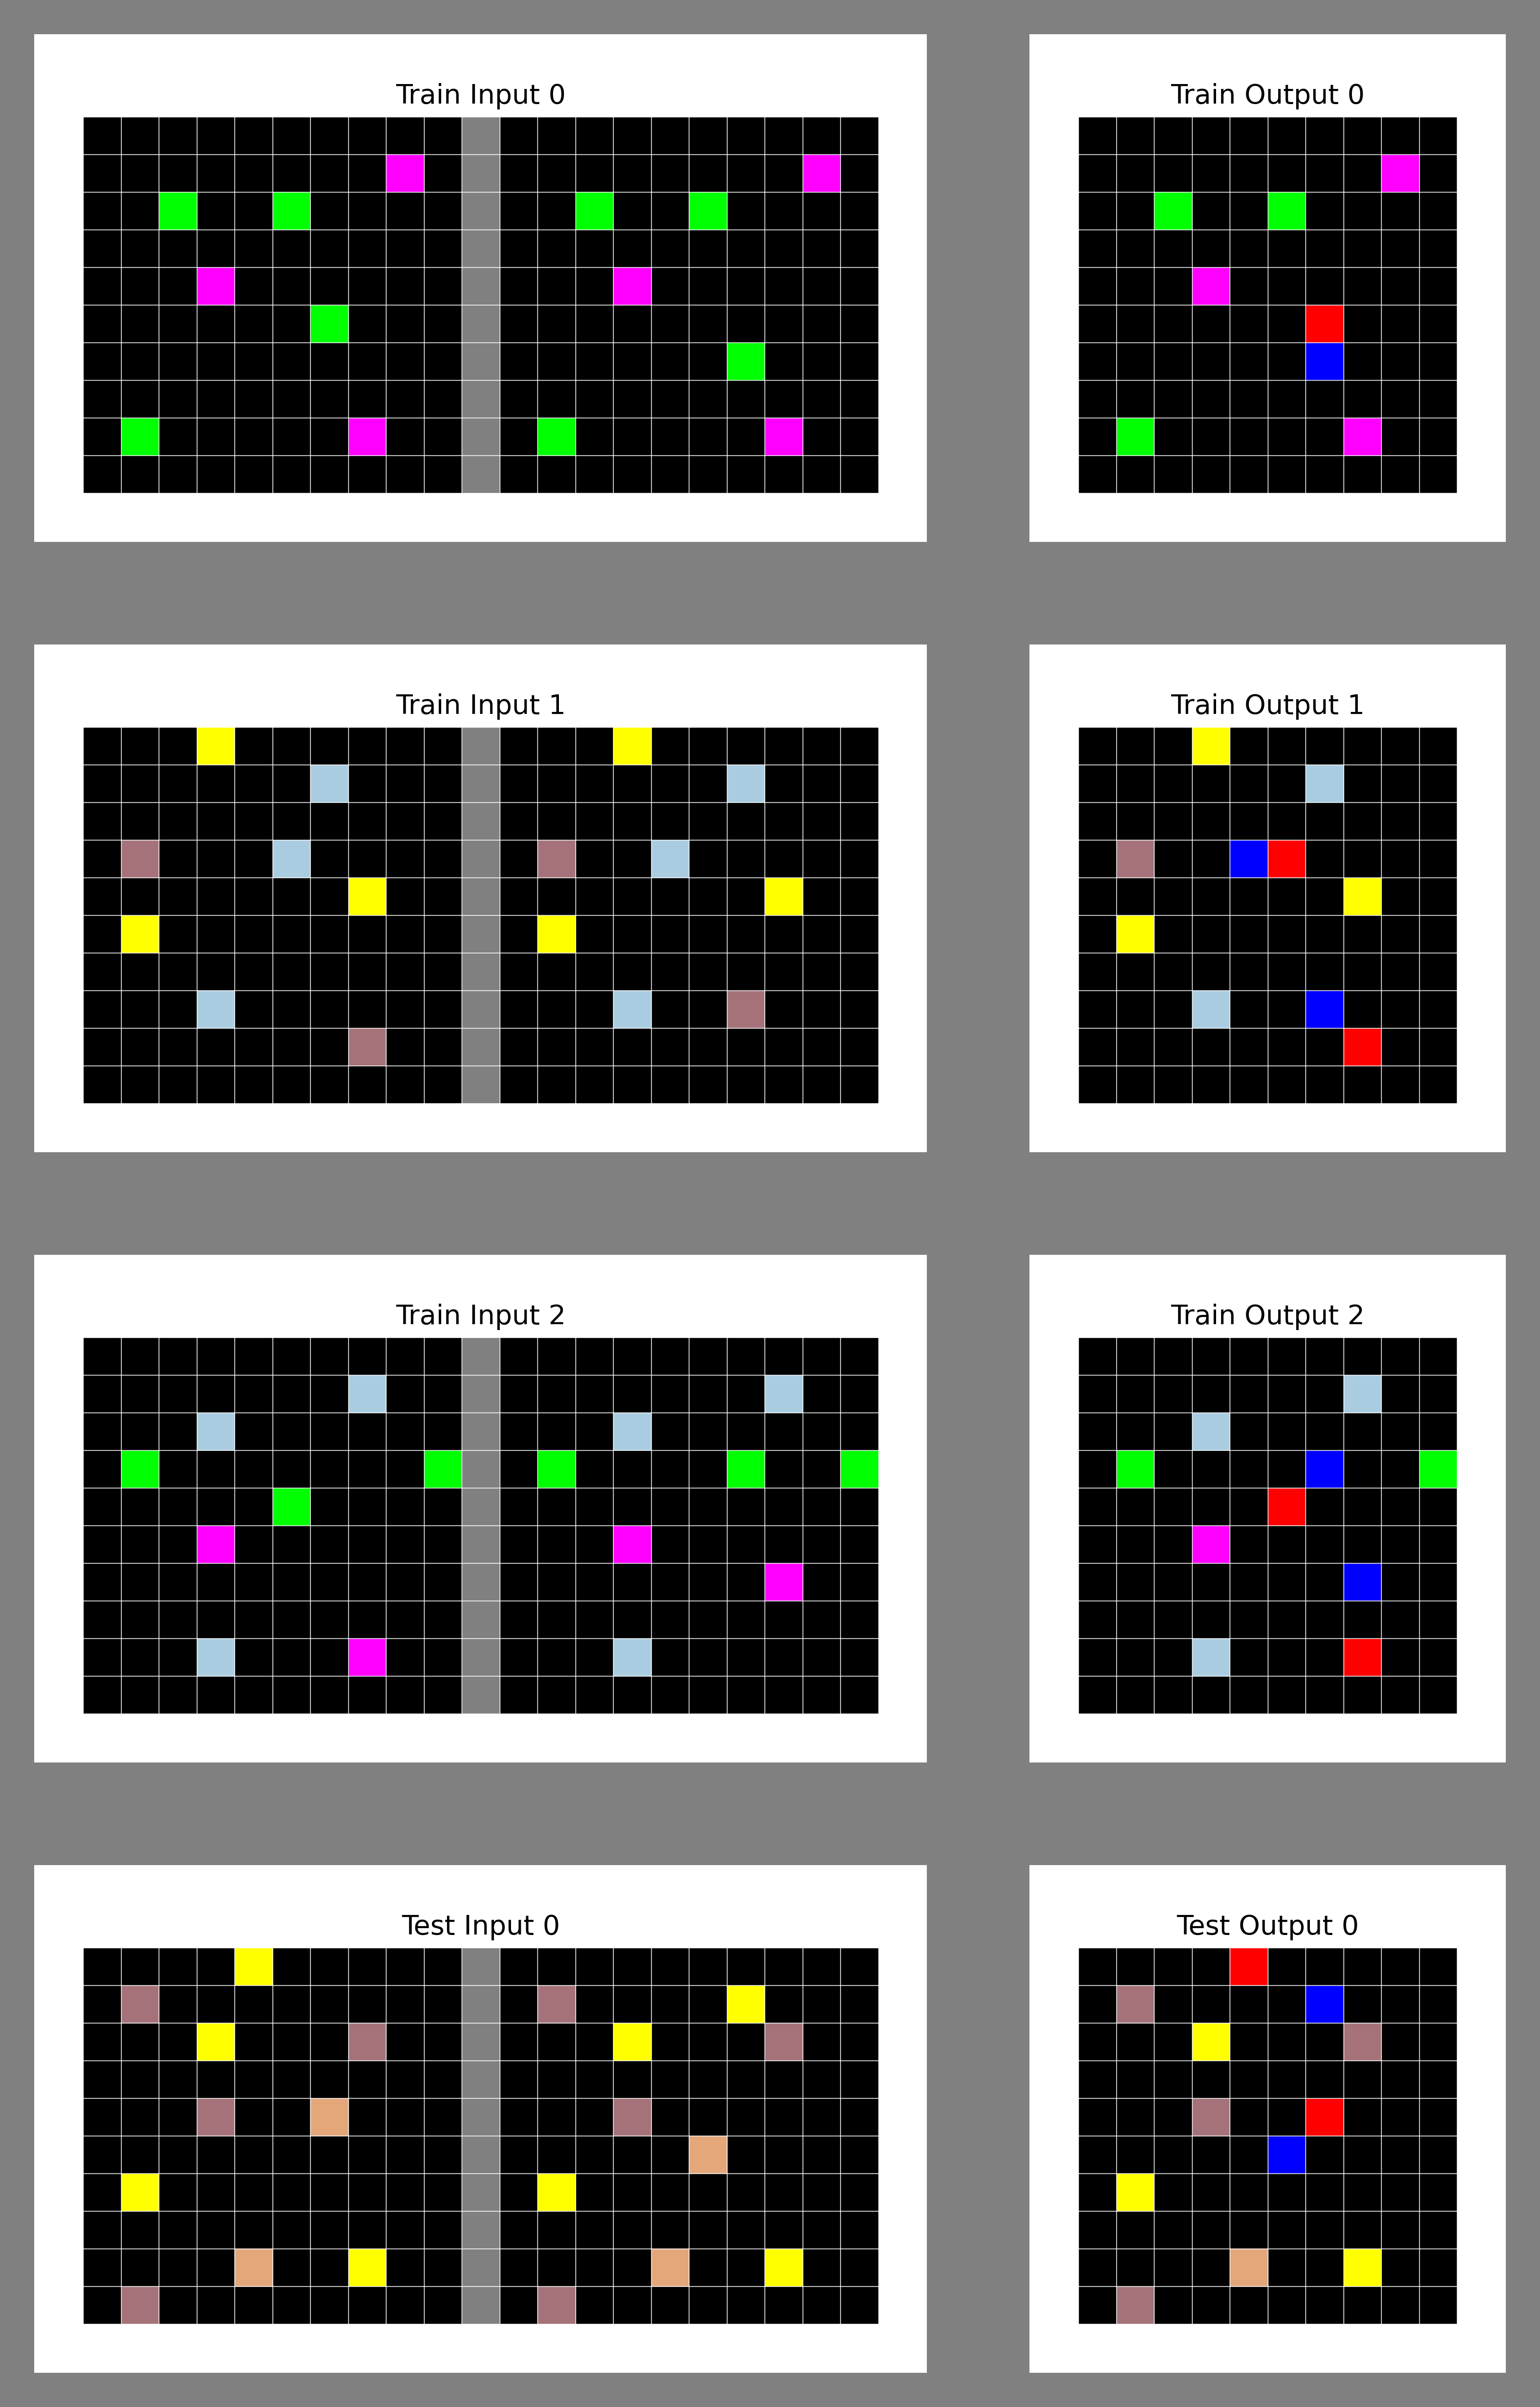 Train Input 0
Train Output 0
Train Input 1
Train Output 1
Train Input 2
Train Output 2
Test Input 0
Test Output 0